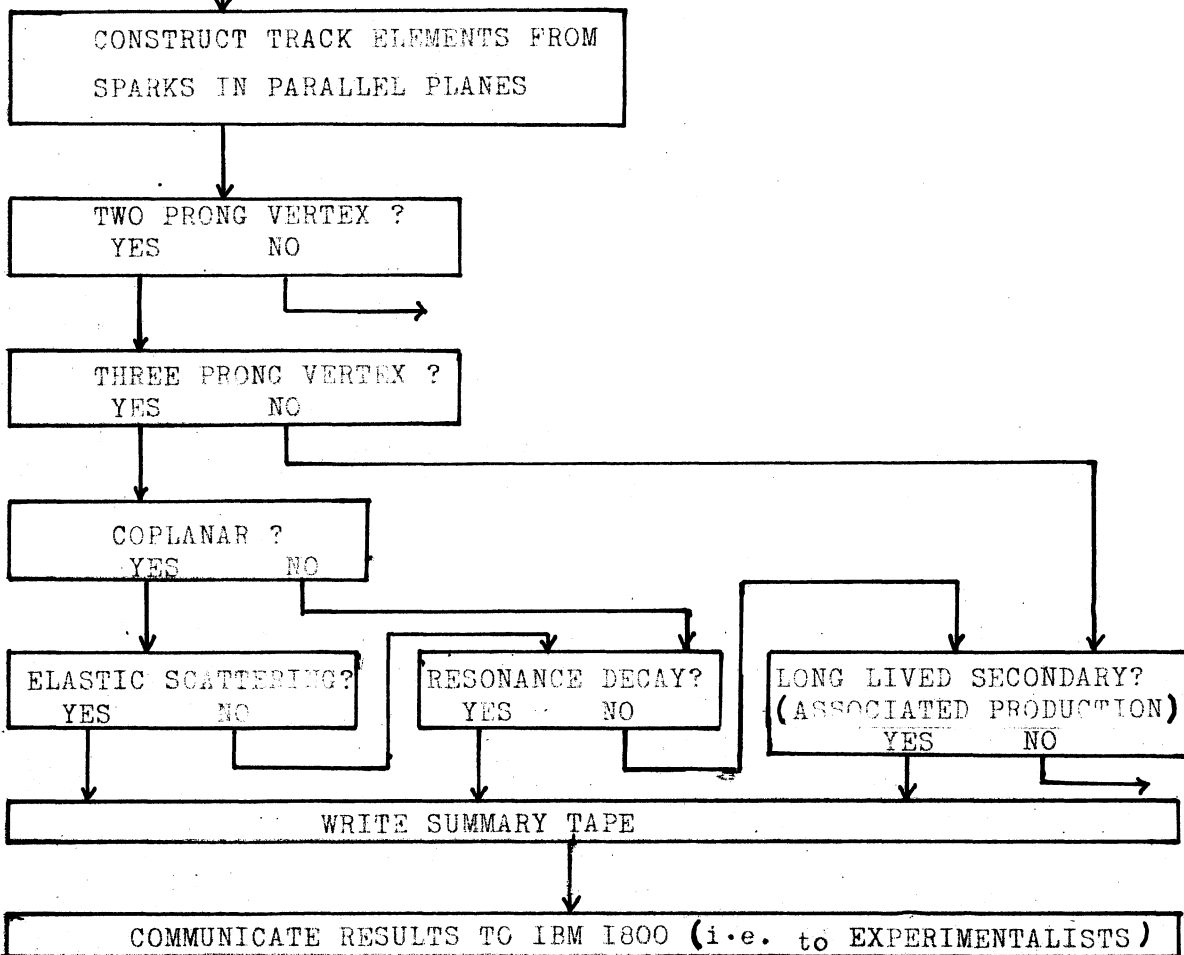 CONSTRUCT TRACK ELEMENTS FROM
SPARKS IN PARALLEL PLANES
TWO PRONG VERTEX ?
YES NO
THREE PRONG VERTEX ?
YES NO
COPLANAR ?
YES NO
ELASTIC SCATTERING?
YES NO
RESONANCE DECAY?
YES NO
LONG LIVED SECONDARY?
(ASSOCIATED PRODUCTION)
YES NO
WRITE SUMMARY TAPE
COMMUNICATE RESULTS TO IBM I800 (i.e. to EXPERIMENTALISTS)